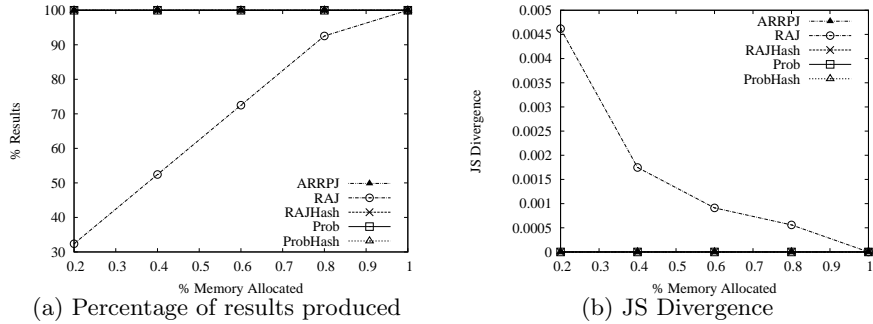 100
90
80
70
60
50
40
30
% Results
0.2 0.3 0.4 0.5 0.6 0.7 0.8 0.9 1
% Memory Allocated
ARRPJ
RAJ
RAJHash
Prob
ProbHash
(a) Percentage of results produced
0.005
0.0045
0.004
0.0035
0.003
0.0025
0.002
0.0015
0.001
0.0005
0
JS Divergence
0.2 0.3 0.4 0.5 0.6 0.7 0.8 0.9 1
% Memory Allocated
ARRPJ
RAJ
RAJHash
Prob
ProbHash
(b) JS Divergence